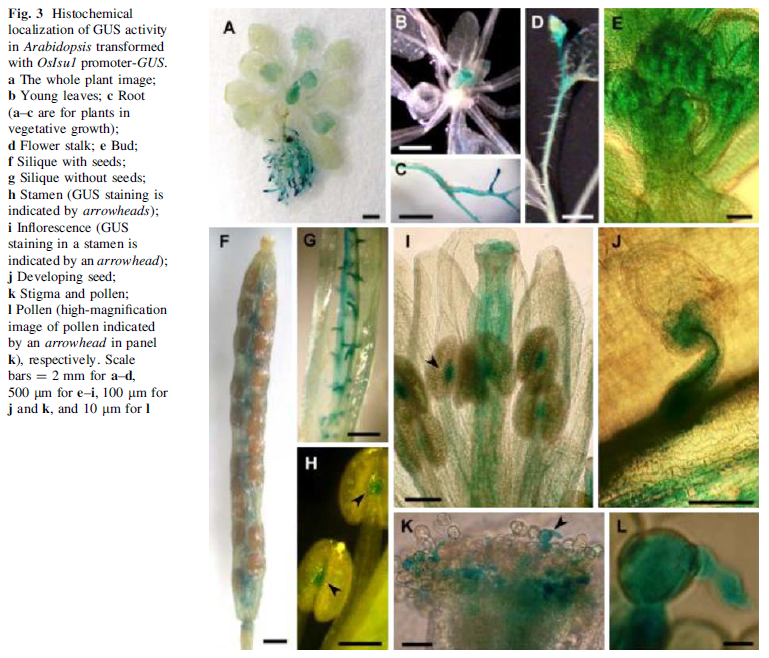 Fig. 3 Histochemical
localization of GUS activity
in Arabidopsis transformed
with OsIsu1 promoter-GUS.
a The whole plant image;
b Young leaves; c Root
(a–c are for plants in
vegetative growth);
d Flower stalk; e Bud;
f Silique with seeds;
g Silique without seeds;
h Stamen (GUS staining is
indicated by arrowheads);
i Inflorescence (GUS
staining in a stamen is
indicated by an arrowhead);
j Developing seed;
k Stigma and pollen;
l Pollen (high-magnification
image of pollen indicated
by an arrowhead in panel
k), respectively. Scale
bars = 2 mm for a–d,
500 μm for e–i, 100 μm for
j and k, and 10 μm for l
A
B
C
D
E
F
G
H
I
J
K
L